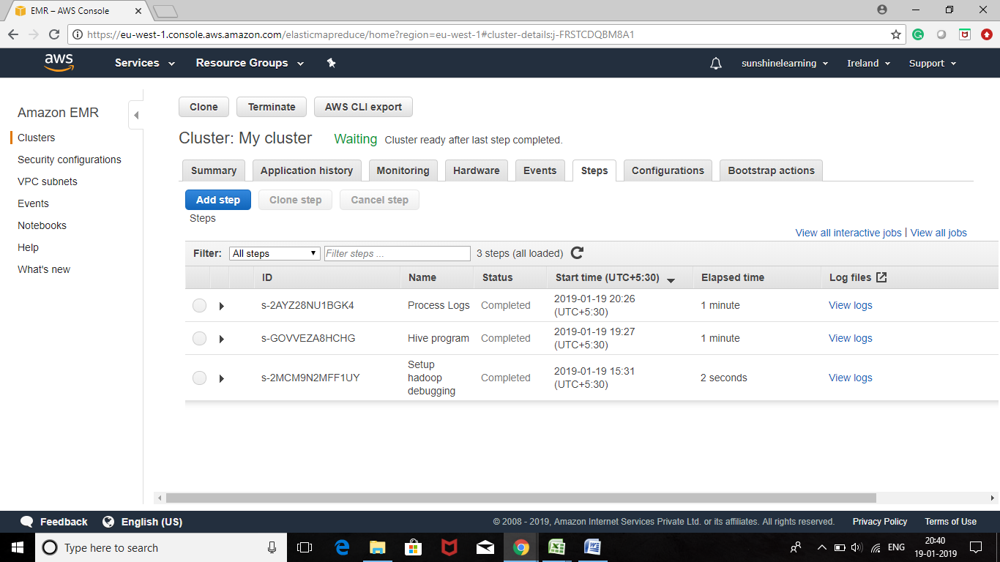 EMR – AWS Console
https://eu-west-1.console.aws.amazon.com/elasticmapreduce/home?region=eu-west-1#cluster-details:j-FRSTCDQBM8A1
aws Services Resource Groups sunshinelearning Ireland Support
Amazon EMR
Clusters
Security configurations
VPC subnets
Events
Notebooks
Help
What's new
Clone Terminate AWS CLI export
Cluster: My cluster Waiting Cluster ready after last step completed.
Summary Application history Monitoring Hardware Events Steps Configurations Bootstrap actions
Add step Clone step Cancel step
Steps
View all interactive jobs | View all jobs
Filter: All steps Filter steps ... 3 steps (all loaded)
ID Name Status Start time (UTC+5:30) Elapsed time Log files
s-2AYZ28NU1BGK4 Process Logs Completed 2019-01-19 20:26 1 minute View logs
(UTC+5:30)
s-GOVVEZA8HCHG Hive program Completed 2019-01-19 19:27 1 minute View logs
(UTC+5:30)
Setup
hadoop
debugging
s-2MCM9N2MFF1UY Completed 2019-01-19 15:31 2 seconds View logs
(UTC+5:30)
Feedback English (US) © 2008 - 2019, Amazon Internet Services Private Ltd. or its affiliates. All rights reserved. Privacy Policy Terms of Use
Type here to search ENG 20:40
19-01-2019